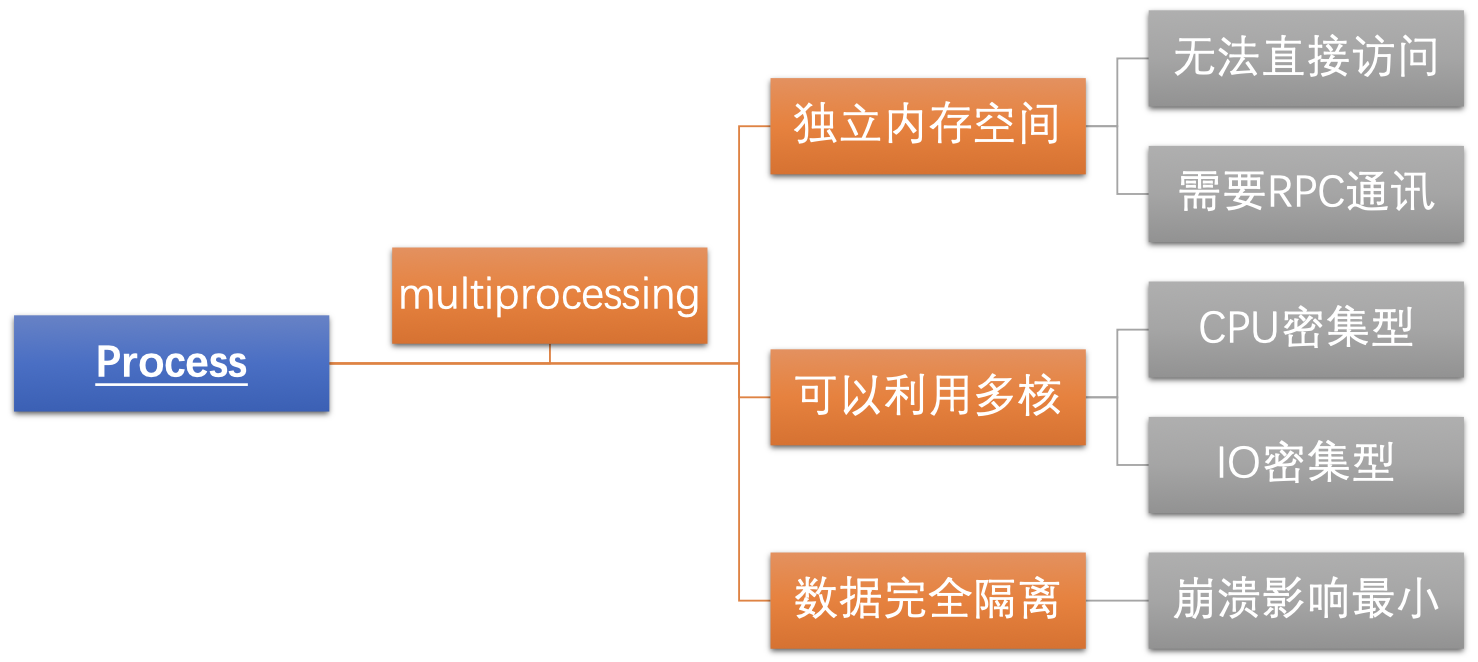 Process
multiprocessing
独立内存空间
无法直接访问
需要RPC通讯
可以利用多核
CPU密集型
IO密集型
数据完全隔离
崩溃影响最小